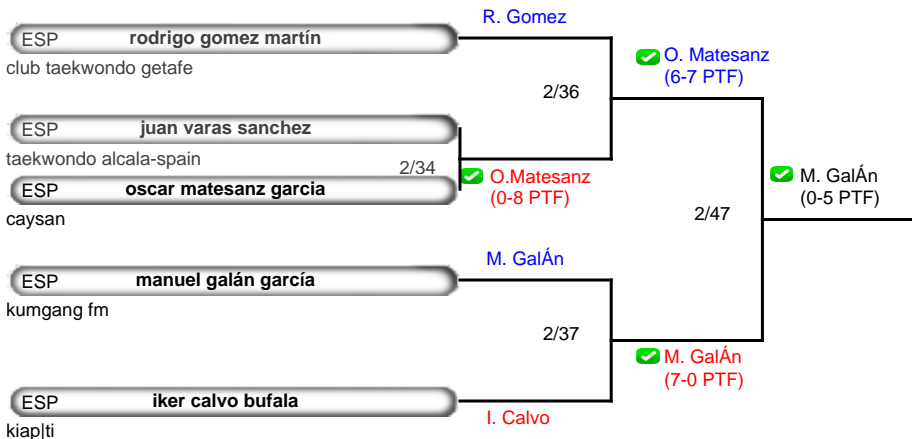 R. Gomez
ESP rodrigo gomez martín
club taekwondo getafe
O. Matesanz
(6-7 PTF)
2/36
ESP juan varas sanchez
taekwondo alcala-spain
2/34
O.Matesanz
(0-8 PTF)
ESP oscar matesanz garcia
caysan
M. GalÁn
(0-5 PTF)
2/47
M. GalÁn
ESP manuel galán garcía
kumgang fm
2/37
M. GalÁn
(7-0 PTF)
ESP iker calvo bufala
kiap|ti
I. Calvo